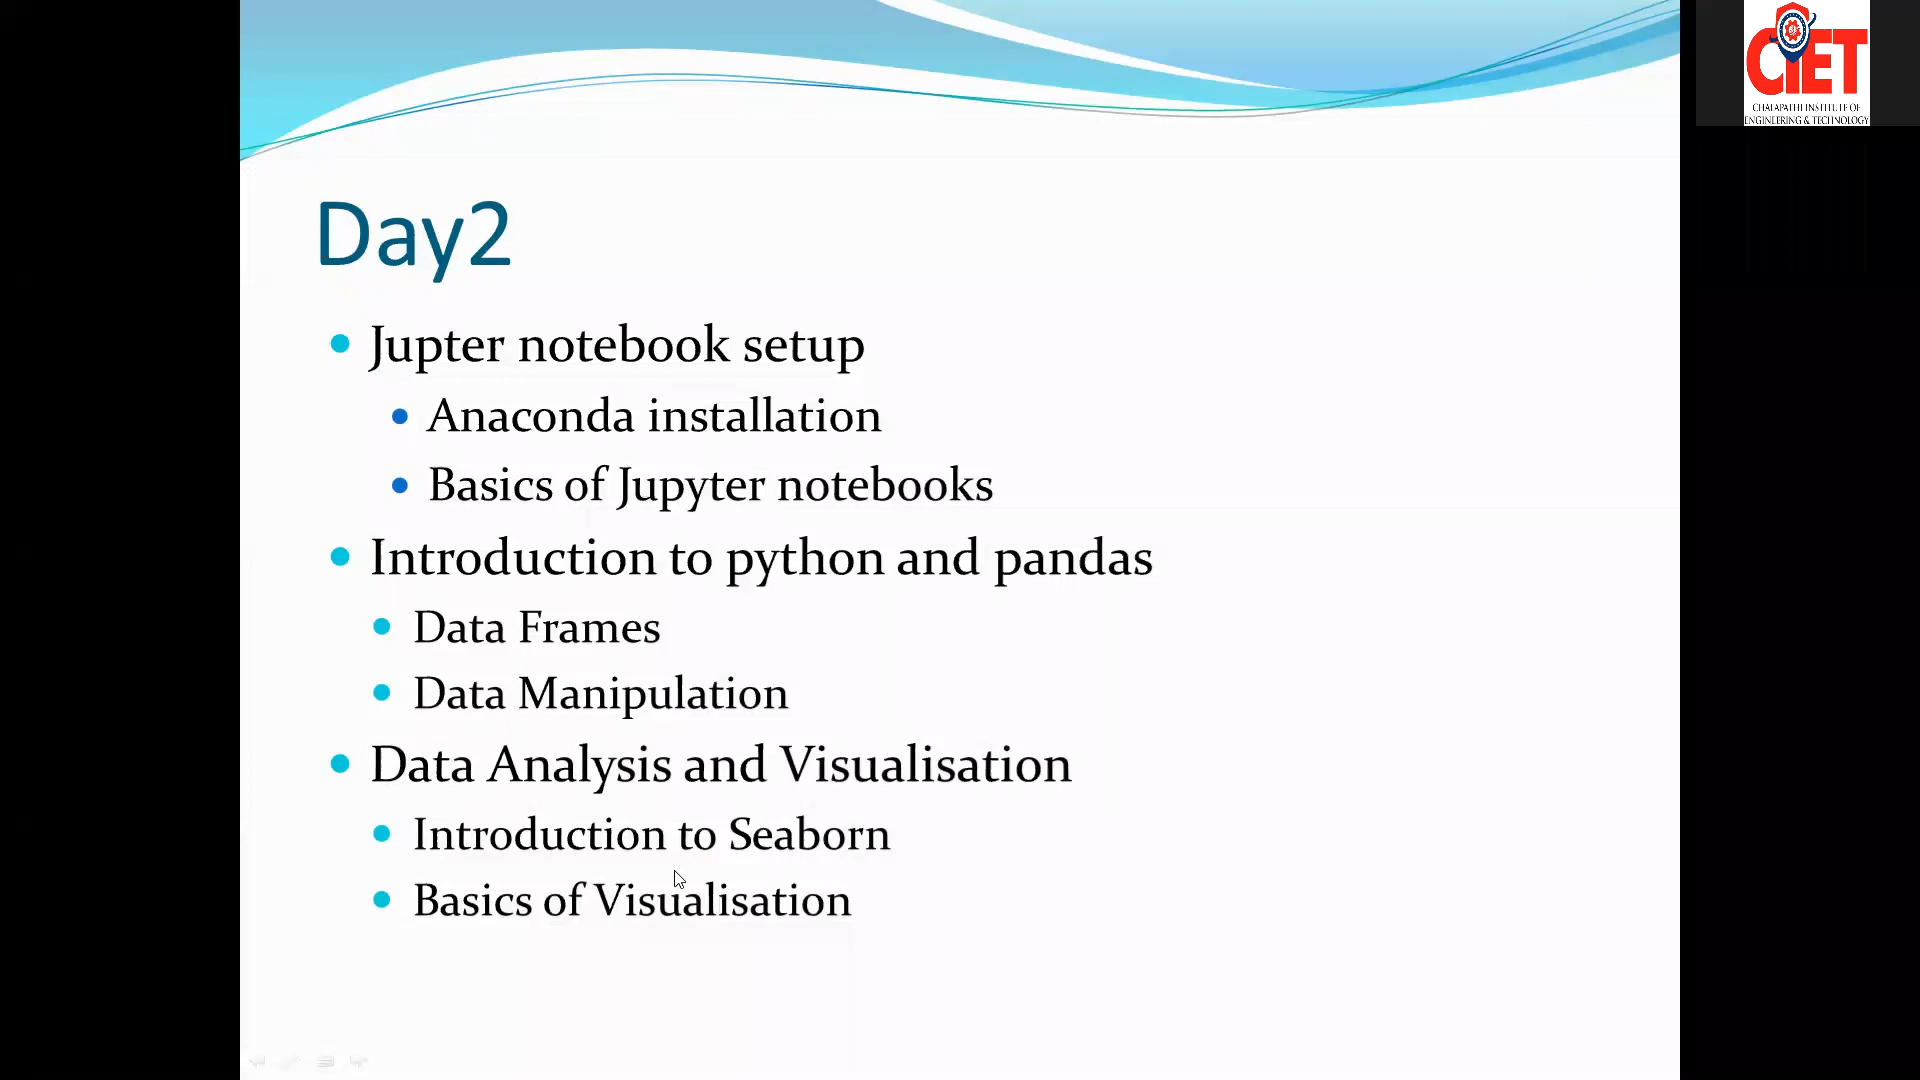 CIET
CHALAPATHI INSTITUTE OF
ENGINEERING & TECHNOLOGY
Day2
Jupter notebook setup
Anaconda installation
Basics of Jupyter notebooks
Introduction to python and pandas
Data Frames
Data Manipulation
Data Analysis and Visualisation
Introduction to Seaborn
Basics of Visualisation